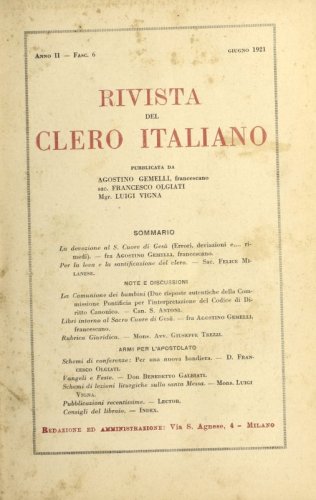 ANNO II — FASC. 6 GIUGNO 1921
RIVISTA
DEL
CLERO ITALIANO
PUBBLICATA DA
AGOSTINO GEMELLI, francescano
sac. FRANCESCO OLGIATI
Mgr. LUIGI VIGNA
SOMMARIO
La devozione al S. Cuore di Gesù (Errori, deviazioni e,... ri-
medi). — fra AGOSTINO GEMELLI, francescano.
Per la leva e la santificazione del clero. — Sac. FELICE MI-
LANESE.
NOTE E DISCUSSIONI
La Comunione dei bambini (Due risposte autentiche della Com-
missione Pontificia per l'interpretazione del Codice di Di-
ritto Canonico. — Can. S. ANTONI.
Libri intorno al Sacro Cuore di Gesù — fra AGOSTINO GEMELLI,
francescano.
Rubrica Giuridica. — MONS. AVV. GIUSEPPE TREZZI.
ARMI PER L'APOSTOLATO
Schemi di conferenze: Per una nuova bandiera. — D. FRAN-
CESCO OLGIATI.
Vangeli e Feste. — DON BENEDETTO GALBIATI.
Schemi di lezioni liturgiche sulla santa Messa. — MONS. LUIGI
VIGNA.
Pubblicazioni recentissime. — LECTOR.
Consigli del libraio. — INDEX.
REDAZIONE ED AMMINISTRAZIONE: VIA S. AGNESE, 4 - MILANO